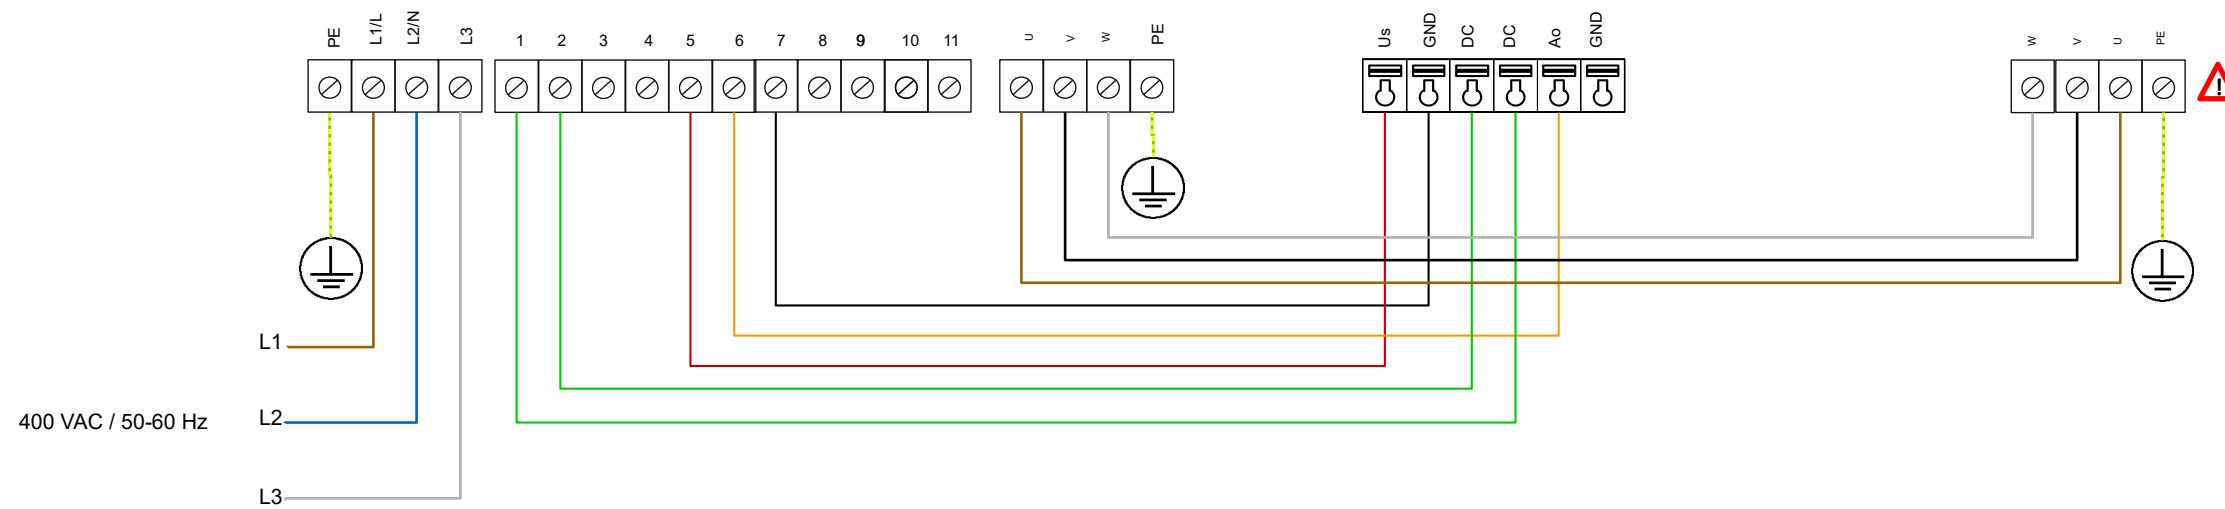 PE L1/L L2/N L3 1 2 3 4 5 6 7 8 9 10 11 U V W PE Us GND DC DC Ao GND W V U PE
!
L1
400 VAC / 50-60 Hz L2
L3